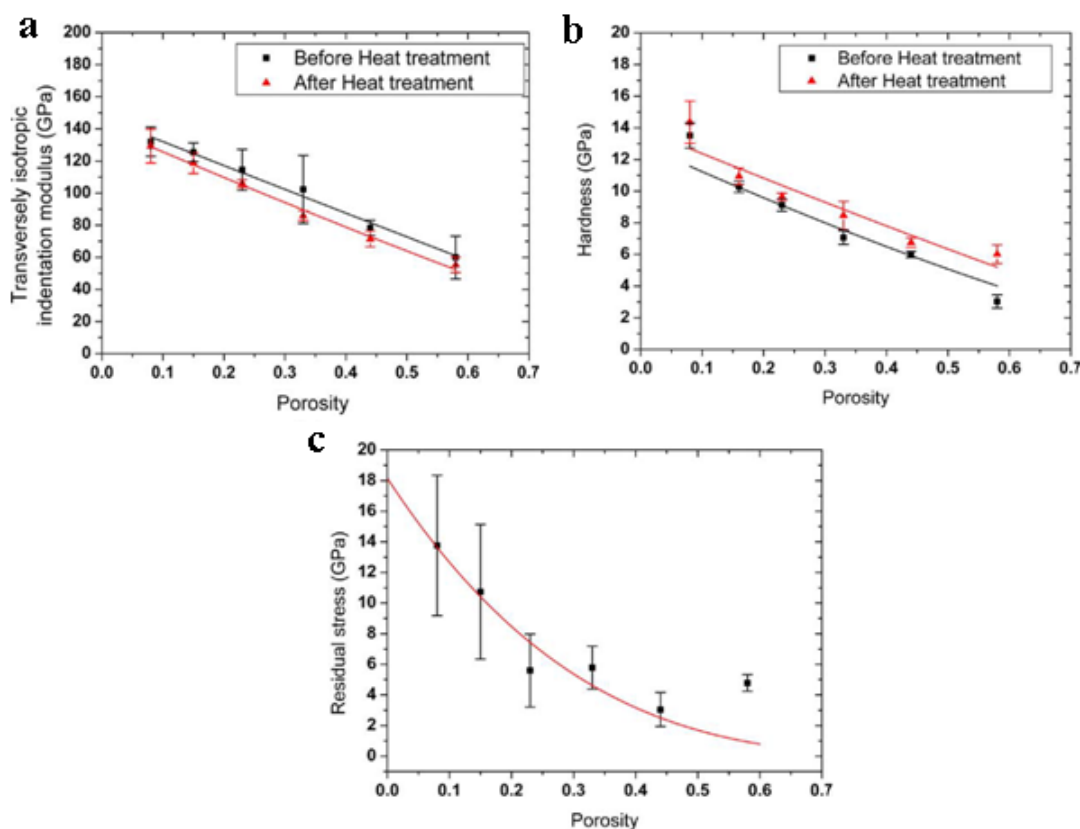 a
Transversely isotropic
indentation modulus (GPa)
200
180
160
140
120
100
80
60
40
20
0
Before Heat treatment
After Heat treatment
0.0 0.1 0.2 0.3 0.4 0.5 0.6 0.7
Porosity
b
Hardness (GPa)
20
18
16
14
12
10
8
6
4
2
0
Before Heat treatment
After Heat treatment
0.0 0.1 0.2 0.3 0.4 0.5 0.6 0.7
Porosity
c
Residual stress (GPa)
20
18
16
14
12
10
8
6
4
2
0
0.0 0.1 0.2 0.3 0.4 0.5 0.6 0.7
Porosity